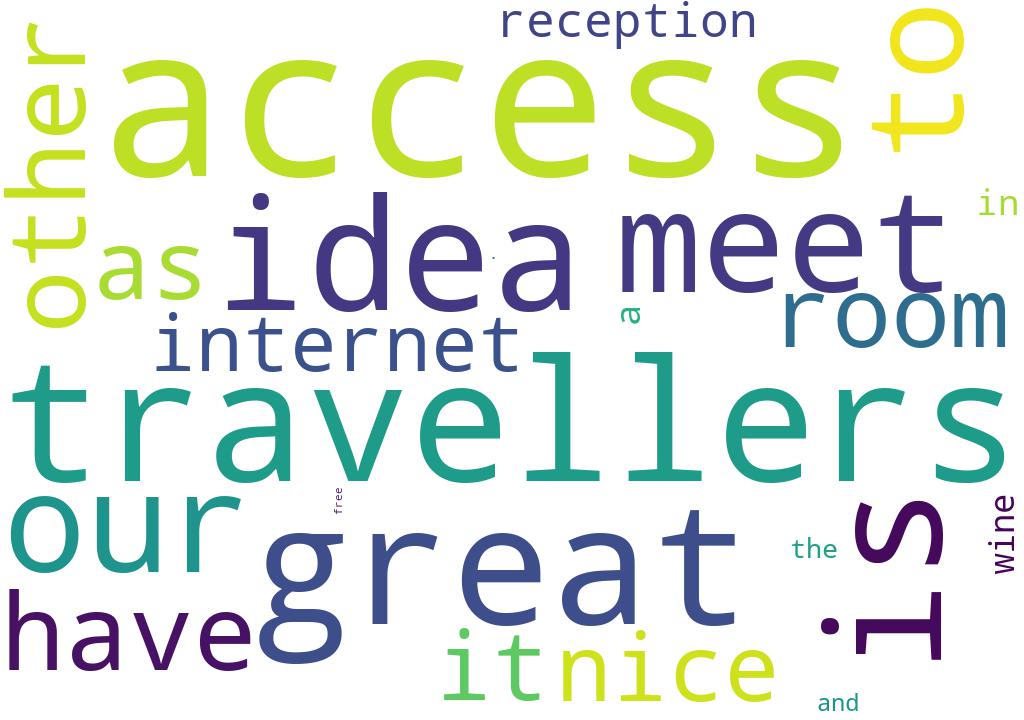 reception
access
to
other
idea
meet
in
as
a
room
internet
travellers
our
free
great
is
wine
the
have
it
nice
and
.